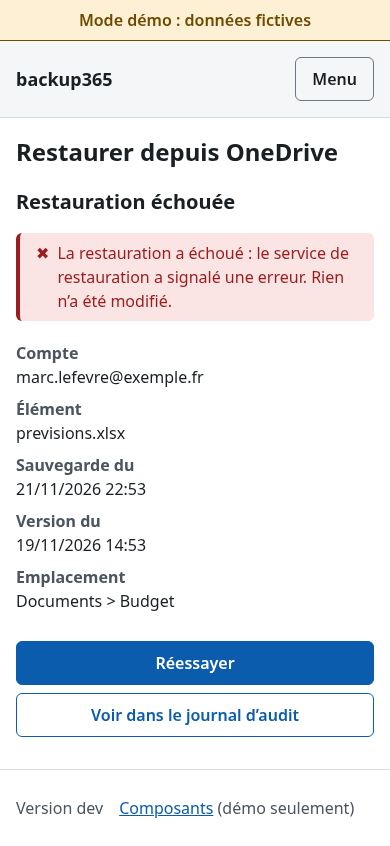 Mode démo : données fictives
backup365
Menu
Restaurer depuis OneDrive
Restauration échouée
✖ La restauration a échoué : le service de
restauration a signalé une erreur. Rien
n’a été modifié.
Compte
marc.lefevre@exemple.fr
Élément
previsions.xlsx
Sauvegarde du
21/11/2026 22:53
Version du
19/11/2026 14:53
Emplacement
Documents > Budget
Réessayer
Voir dans le journal d’audit
Version dev Composants (démo seulement)